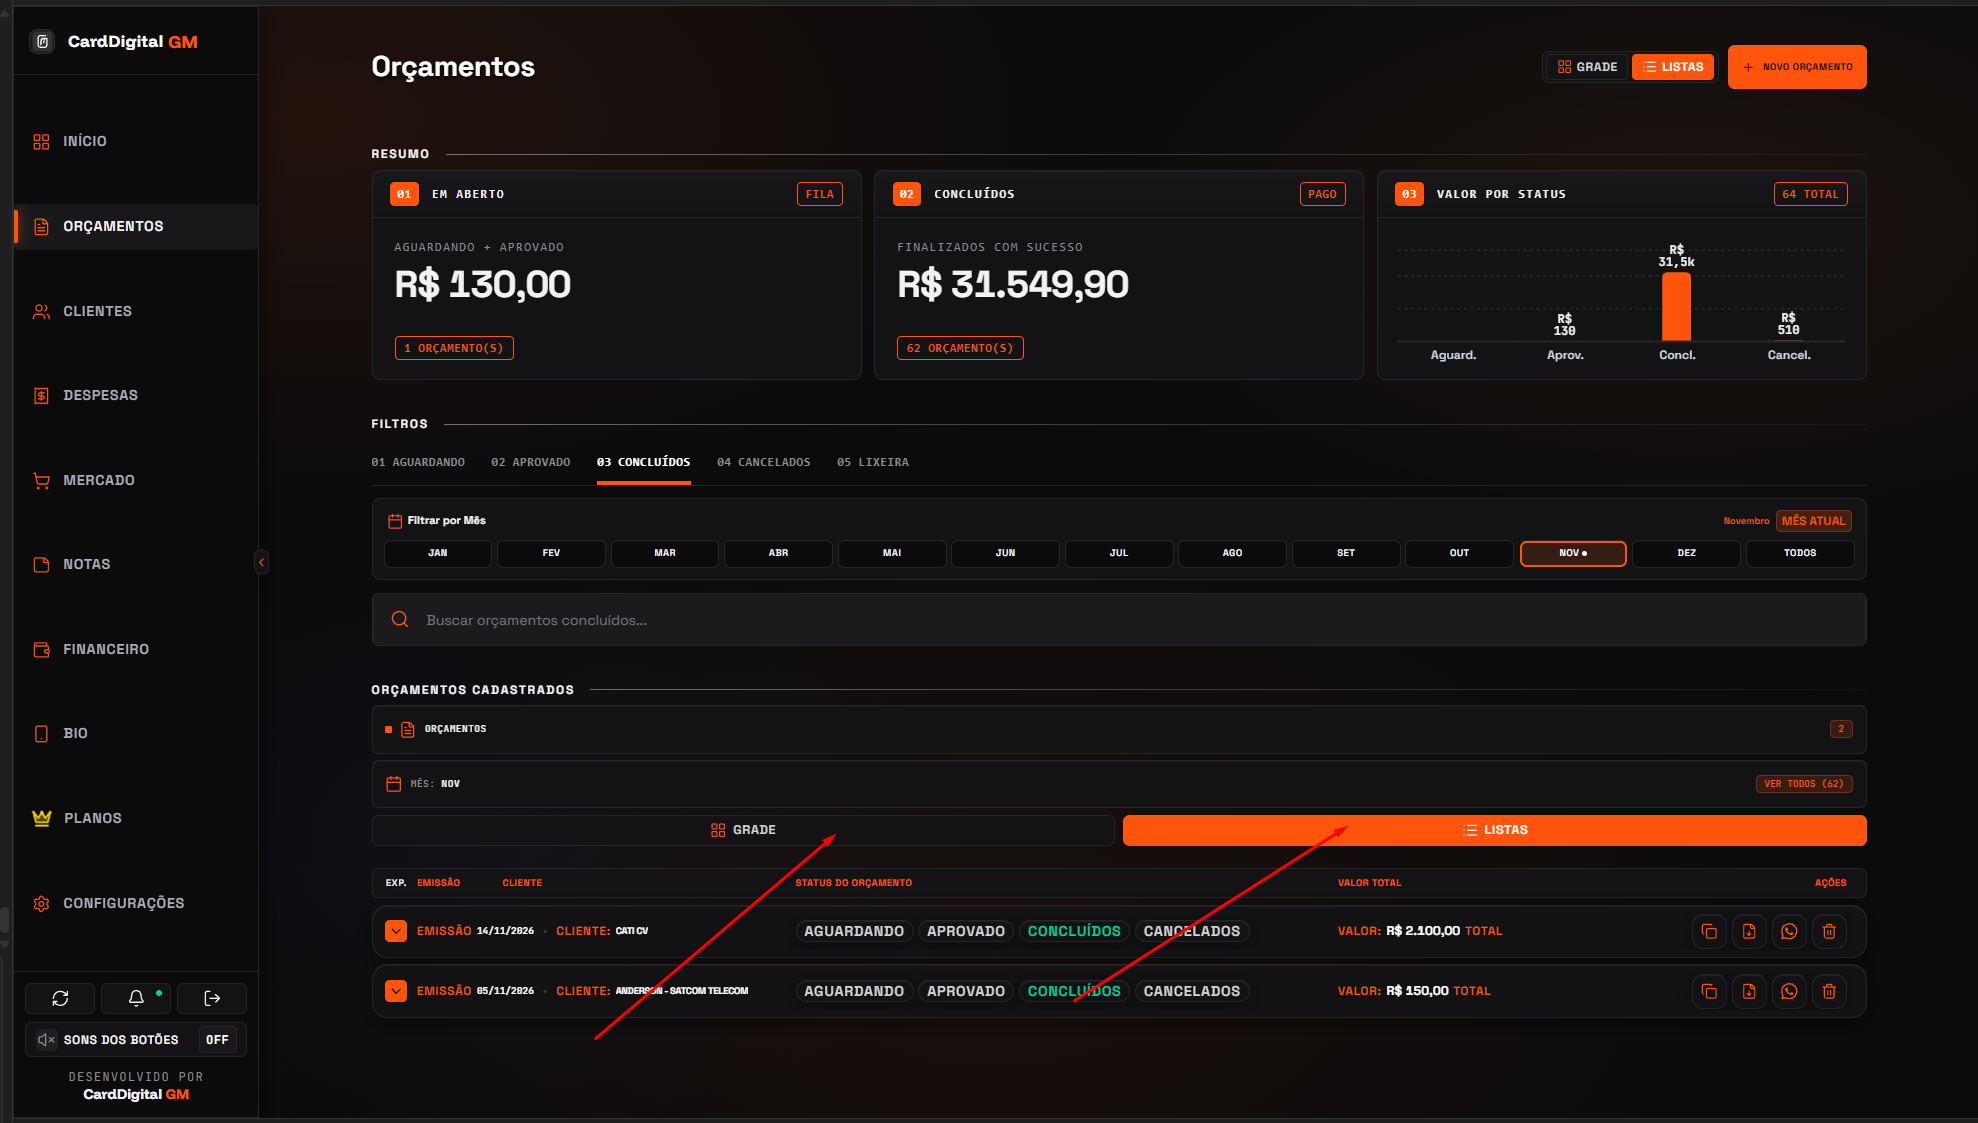 CardDigital GM
INÍCIO
ORÇAMENTOS
CLIENTES
DESPESAS
MERCADO
NOTAS
FINANCEIRO
BIO
PLANOS
CONFIGURAÇÕES
SONS DOS BOTÕES OFF
DESENVOLVIDO POR
CardDigital GM
Orçamentos
GRADE LISTAS + NOVO ORÇAMENTO
RESUMO
01 EM ABERTO FILA
AGUARDANDO + APROVADO
R$ 130,00
1 ORÇAMENTO(S)
02 CONCLUÍDOS PAGO
FINALIZADOS COM SUCESSO
R$ 31.549,90
62 ORÇAMENTO(S)
03 VALOR POR STATUS 64 TOTAL
R$
31,5k
R$
130
R$
510
Aguard. Aprov. Concl. Cancel.
FILTROS
01 AGUARDANDO 02 APROVADO 03 CONCLUÍDOS 04 CANCELADOS 05 LIXEIRA
Filtrar por Mês Novembro MÊS ATUAL
JAN FEV MAR ABR MAI JUN JUL AGO SET OUT NOV DEZ TODOS
Buscar orçamentos concluídos...
ORÇAMENTOS CADASTRADOS
ORÇAMENTOS 2
MÊS: NOV VER TODOS (62)
GRADE LISTAS
EXP. EMISSÃO CLIENTE STATUS DO ORÇAMENTO VALOR TOTAL AÇÕES
EMISSÃO 14/11/2026 • CLIENTE: CATI CV AGUARDANDO APROVADO CONCLUÍDOS CANCELADOS VALOR: R$ 2.100,00 TOTAL
EMISSÃO 05/11/2026 • CLIENTE: ANDERSON - SATCOM TELECOM AGUARDANDO APROVADO CONCLUÍDOS CANCELADOS VALOR: R$ 150,00 TOTAL